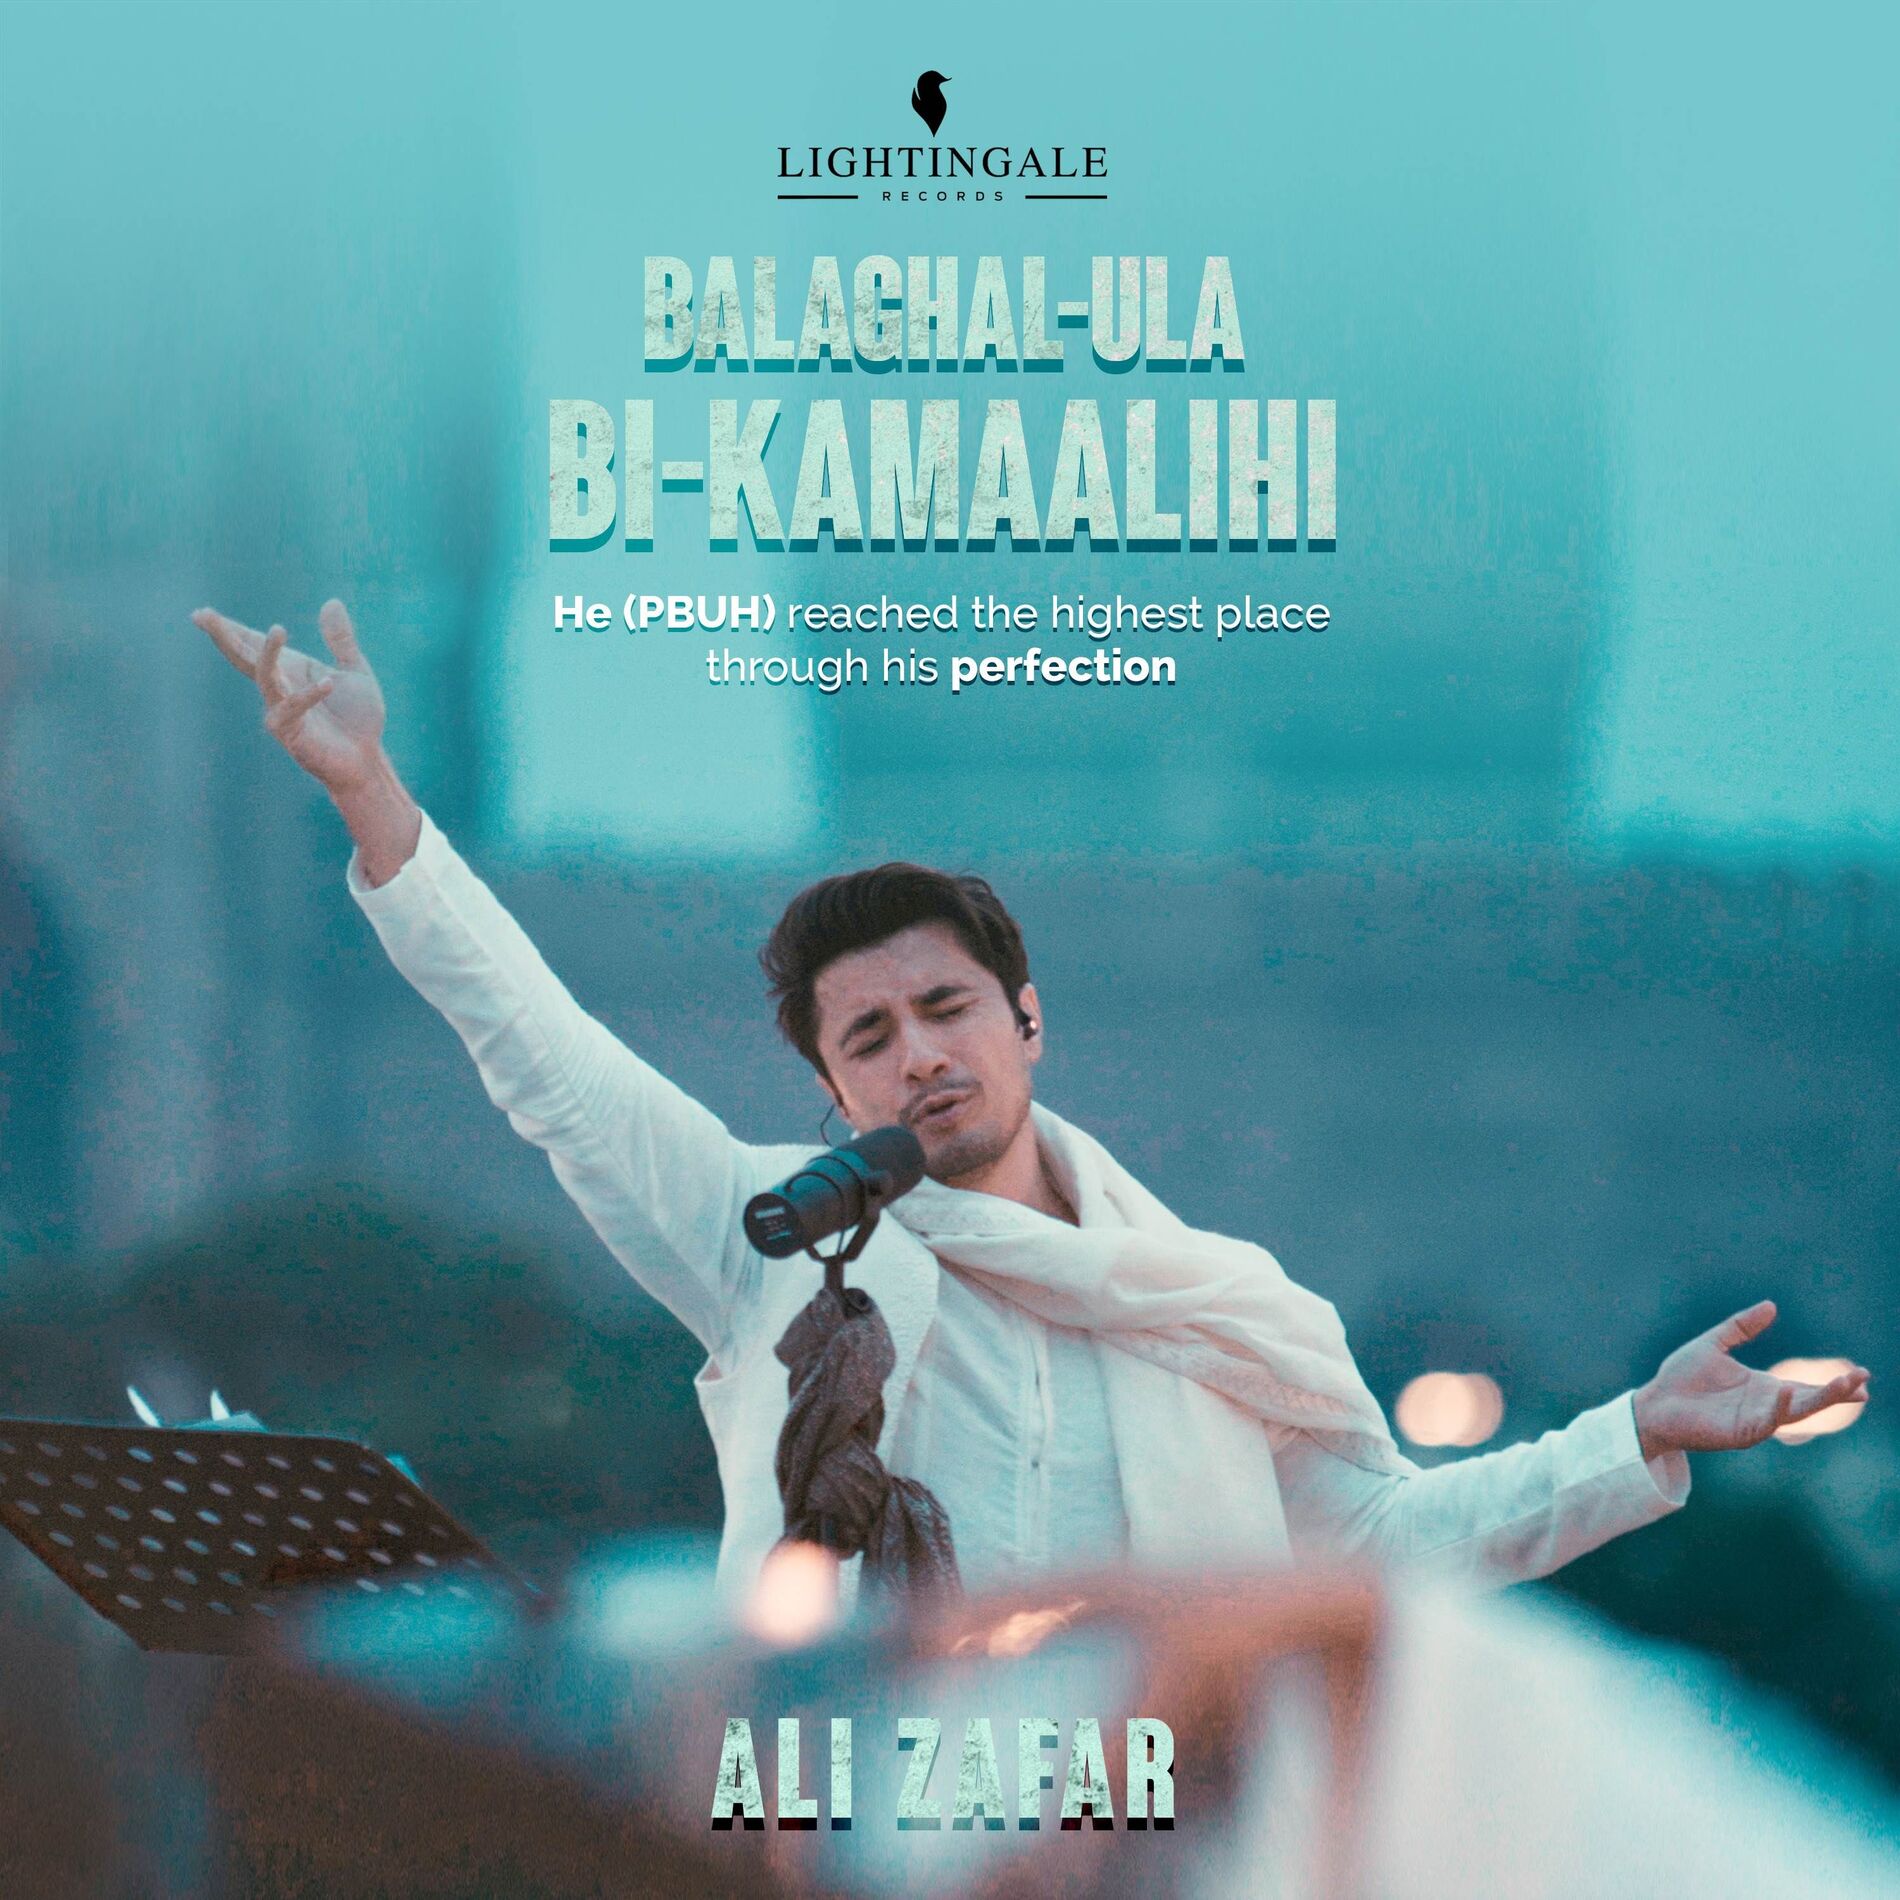 LIGHTINGALE
RECORDS
BALAGHAL-ULA
BI-KAMAALIHI
He (PBUH) reached the highest place
through his perfection
ALI ZAFAR